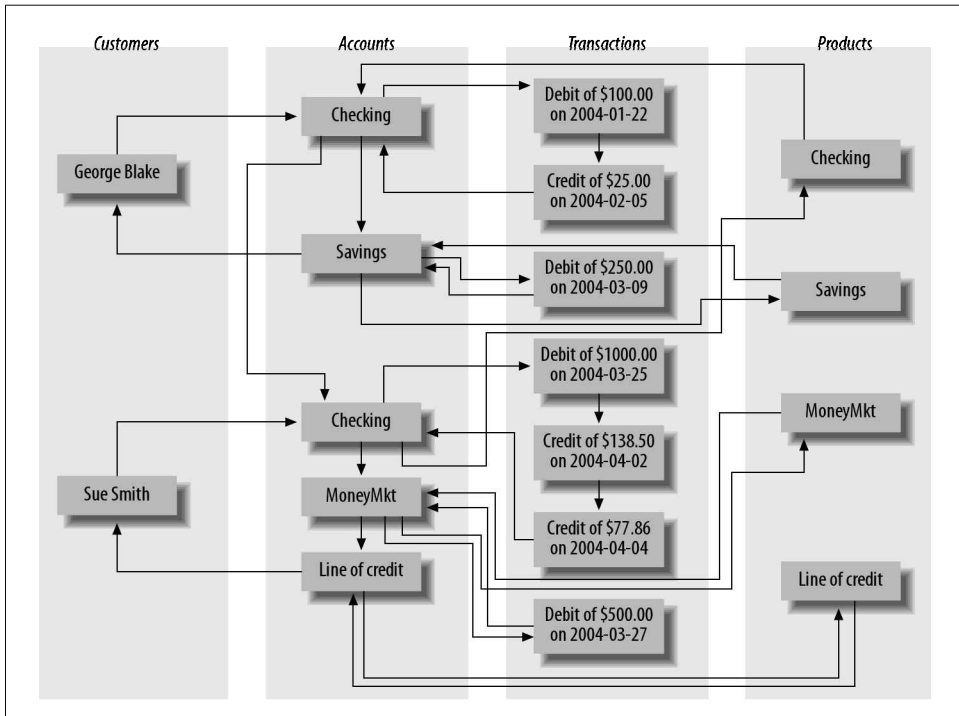 Customers
Accounts
Transactions
Products
George Blake
Sue Smith
Checking
Savings
Checking
MoneyMkt
Line of credit
Debit of $100.00
on 2004-01-22
Credit of $25.00
on 2004-02-05
Debit of $250.00
on 2004-03-09
Debit of $1000.00
on 2004-03-25
Credit of $138.50
on 2004-04-02
Credit of $77.86
on 2004-04-04
Debit of $500.00
on 2004-03-27
Checking
Savings
MoneyMkt
Line of credit